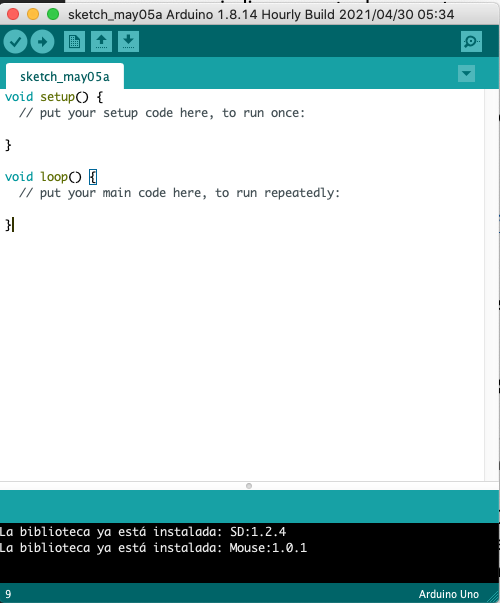 sketch_may05a Arduino 1.8.14 Hourly Build 2021/04/30 05:34
sketch_may05a
void setup() {
// put your setup code here, to run once:
}
void loop() {
// put your main code here, to run repeatedly:
}
La biblioteca ya está instalada: SD:1.2.4
La biblioteca ya está instalada: Mouse:1.0.1
9
Arduino Uno